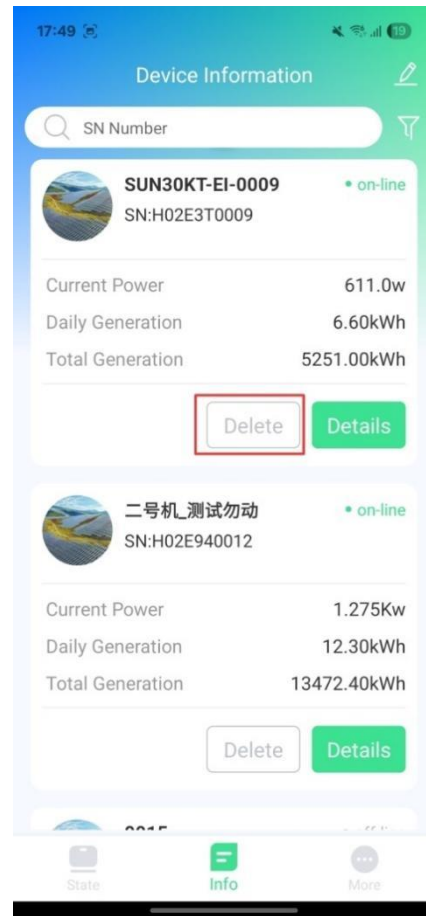 17:49
19
Device Information
SN Number
SUN30KT-EI-0009 • on-line
SN:H02E3T0009
Current Power 611.0w
Daily Generation 6.60kWh
Total Generation 5251.00kWh
Delete Details
二号机_测试勿动 • on-line
SN:H02E940012
Current Power 1.275Kw
Daily Generation 12.30kWh
Total Generation 13472.40kWh
Delete Details
State Info More